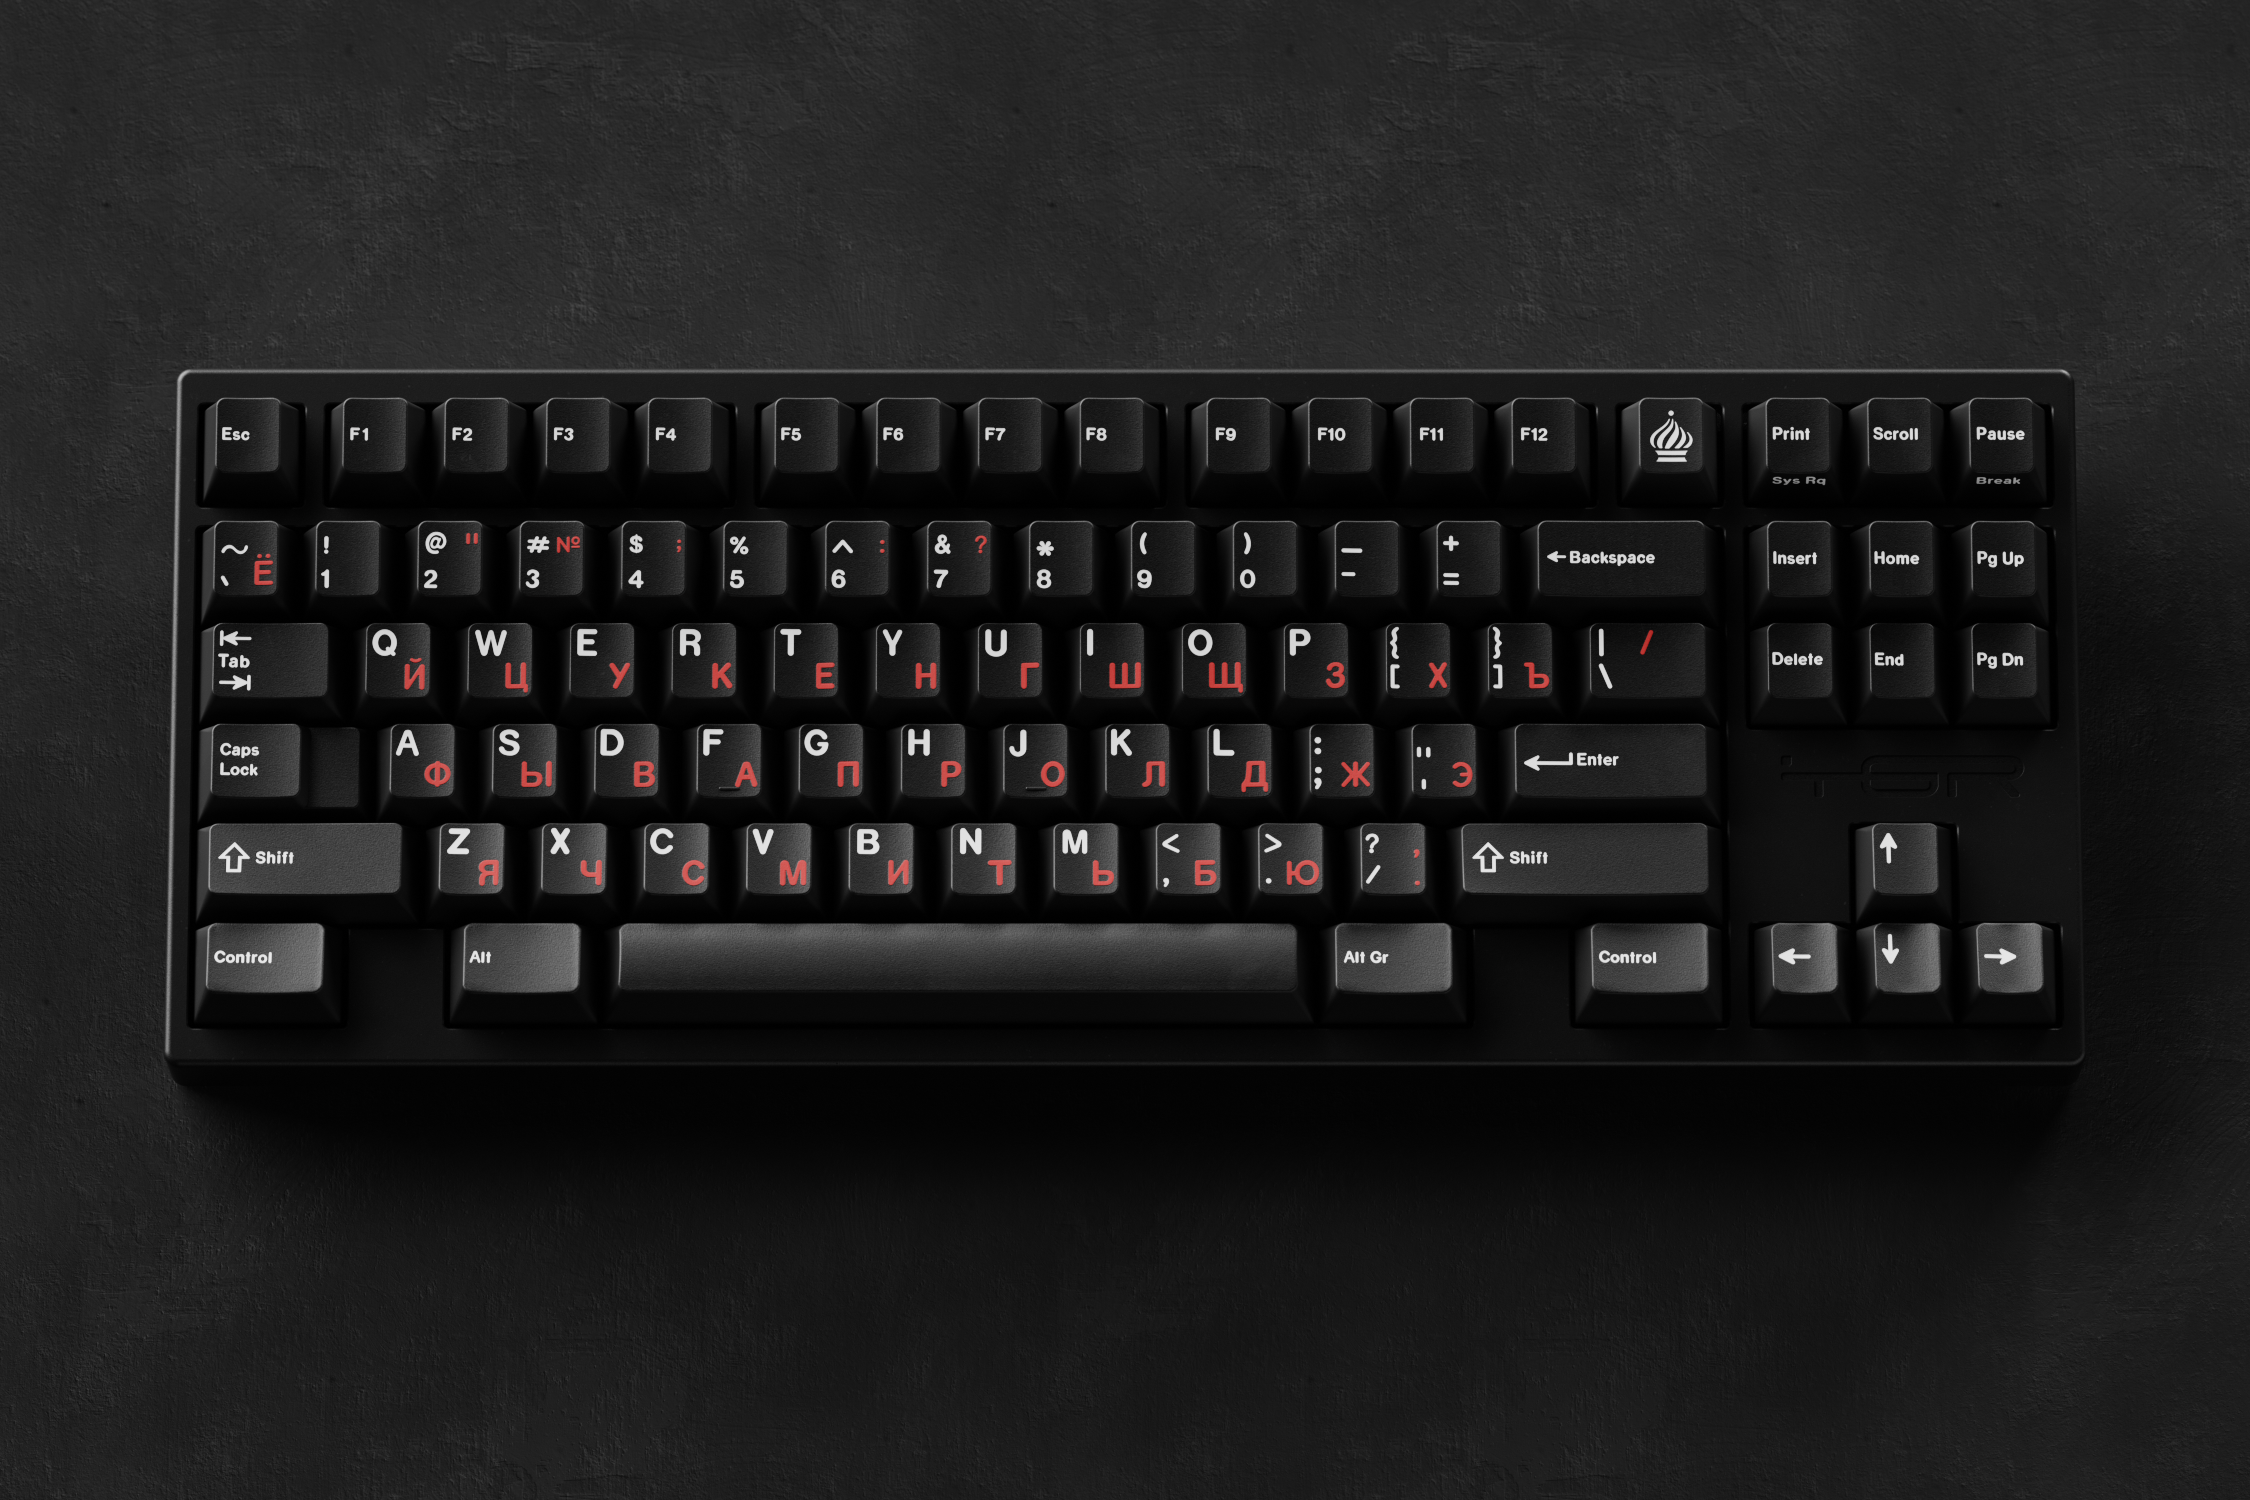 Esc F1 F2 F3 F4 F5 F6 F7 F8 F9 F10 F11 F12 Print Scroll Pause
Sys Rq Break
~ ! @ " # № $ ; % ^ : & ? * ( ) _ +
` Ё 1 2 3 4 5 6 7 8 9 0 - = ←Backspace Insert Home Pg Up
⇤ Q W E R T Y U I O P { } | /
Tab Delete End Pg Dn
⇥ Й Ц У К Е Н Г Ш Щ З [ Х ] Ъ \
Caps A S D F G H J K L : " ↵Enter
Lock Ф Ы В А П Р О Л Д ; Ж ' Э
⇧ Shift Z X C V B N M < > ? , ⇧ Shift ↑
Я Ч С М И Т Ь , Б . Ю / .
Control Alt Alt Gr Control ← ↓ →
TGR